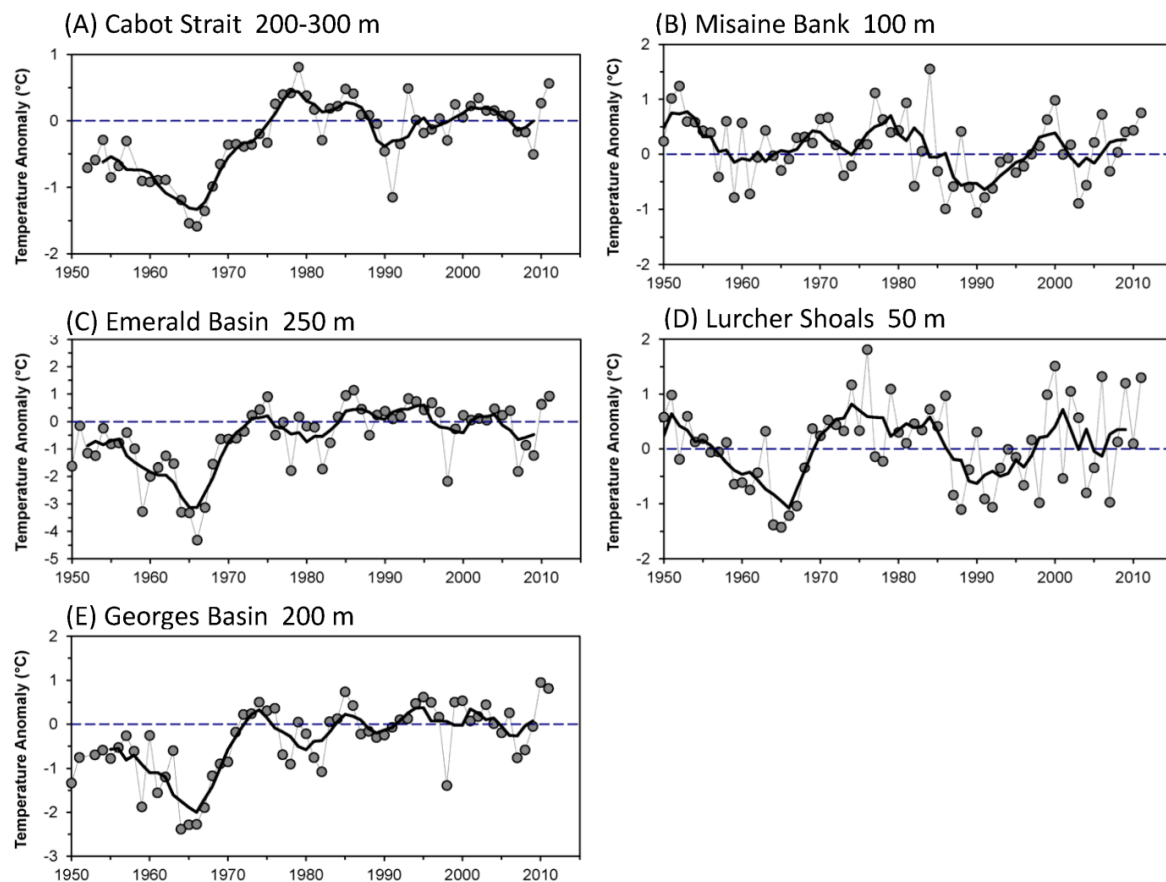 (A) Cabot Strait 200-300 m
Temperature Anomaly (°C)
1
0
-1
-2
1950 1960 1970 1980 1990 2000 2010
(B) Misaine Bank 100 m
Temperature Anomaly (°C)
2
1
0
-1
-2
1950 1960 1970 1980 1990 2000 2010
(C) Emerald Basin 250 m
Temperature Anomaly (°C)
3
2
1
0
-1
-2
-3
-4
-5
1950 1960 1970 1980 1990 2000 2010
(D) Lurcher Shoals 50 m
Temperature Anomaly (°C)
2
1
0
-1
-2
1950 1960 1970 1980 1990 2000 2010
(E) Georges Basin 200 m
Temperature Anomaly (°C)
2
1
0
-1
-2
-3
1950 1960 1970 1980 1990 2000 2010